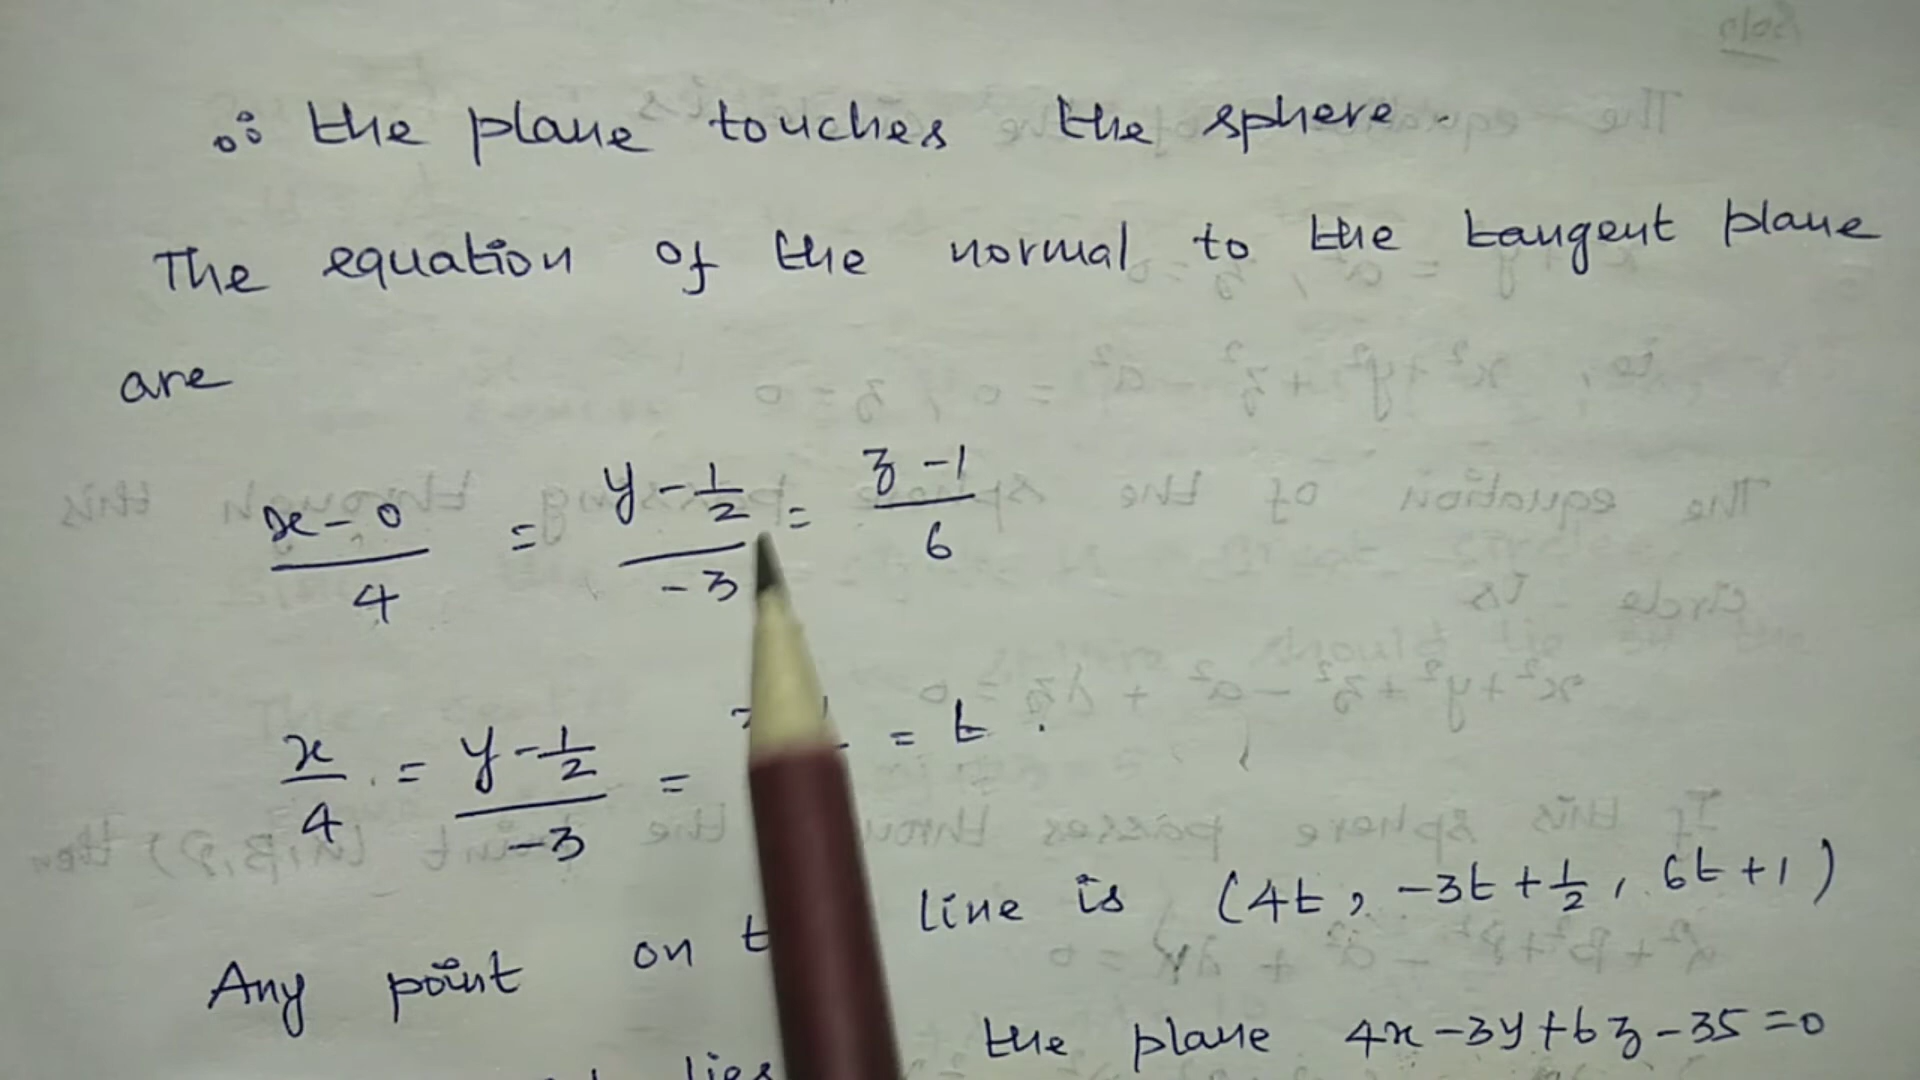 ∴ the plane touches the sphere.
The equation of the normal to the tangent plane
are
x-0/4 = y-1/2/-3 = z-1/6
x/4 = y-1/2/-3 = = t.
Any point on line is (4t, -3t+1/2, 6t+1)
lies the plane 4x-3y+6z-35=0